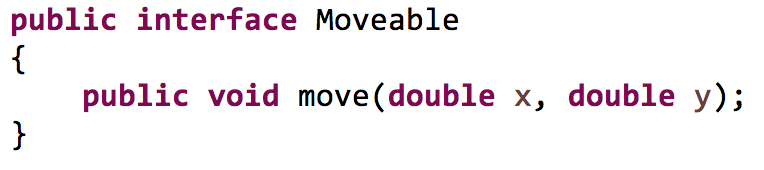 public interface Moveable
{
    public void move(double x, double y);
}